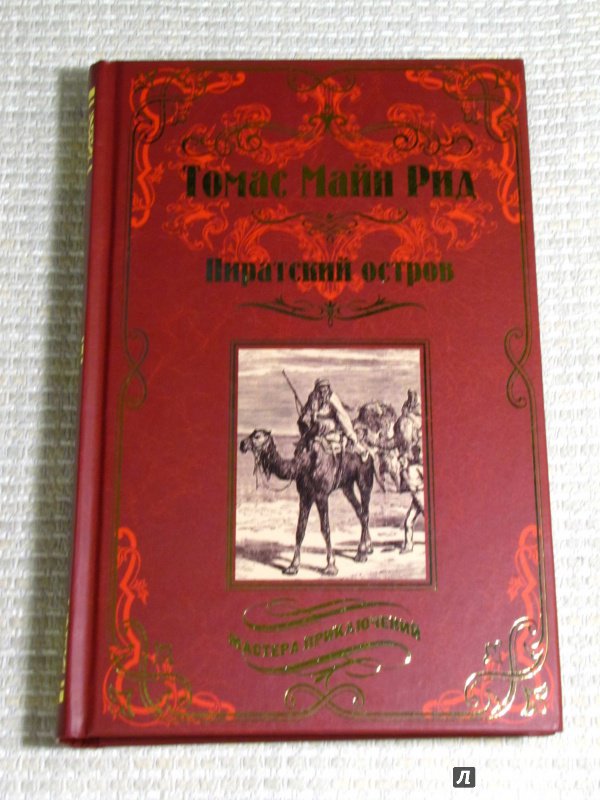 Томас Майн Рид
Пиратский остров
МАСТЕРА ПРИКЛЮЧЕНИЙ
Л